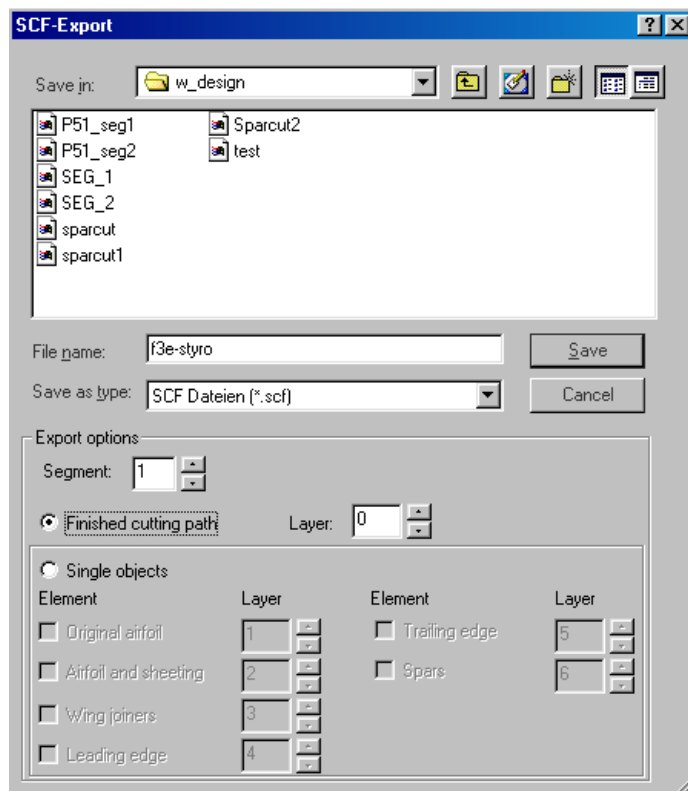 SCF-Export
Save in: w_design
P51_seg1 Sparcut2
P51_seg2 test
SEG_1
SEG_2
sparcut
sparcut1
File name: f3e-styro Save
Save as type: SCF Dateien (*.scf) Cancel
Export options
Segment: 1
Finished cutting path Layer: 0
Single objects
Element Layer Element Layer
Original airfoil 1 Trailing edge 5
Airfoil and sheeting 2 Spars 6
Wing joiners 3
Leading edge 4